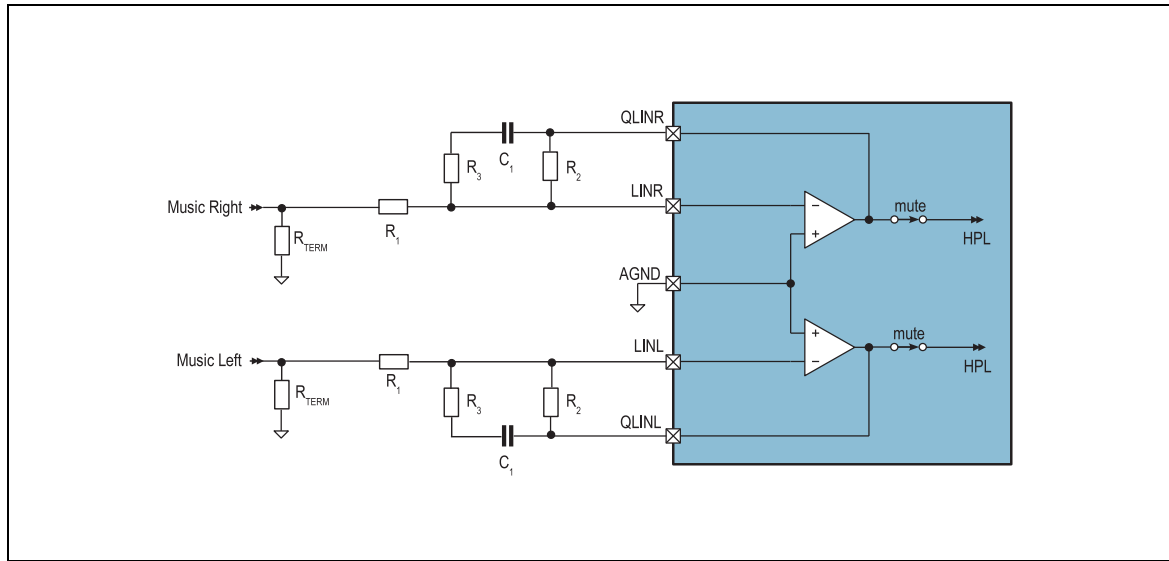 QLINR
C1
R3
R2
LINR
mute
Music Right
R1
HPL
RTERM
AGND
mute
LINL
Music Left
HPL
R1
R3
R2
RTERM
QLINL
C1